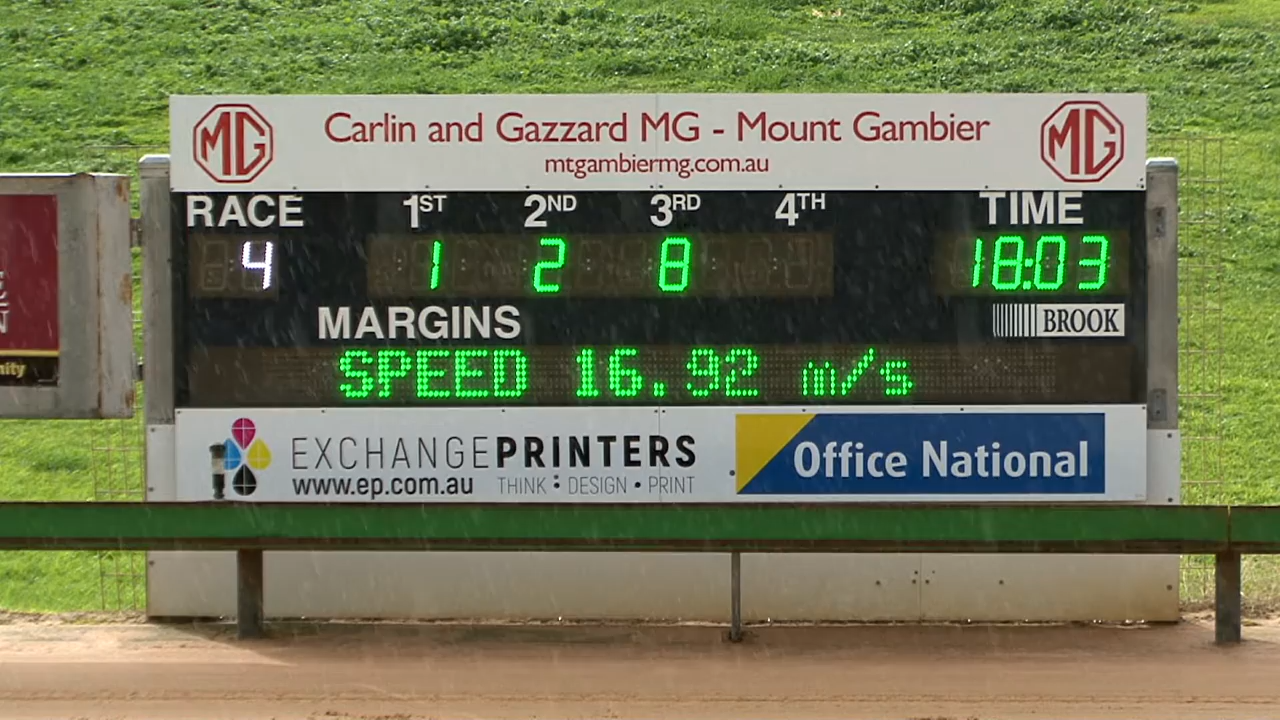 MG Carlin and Gazzard MG - Mount Gambier MG
mtgambiermg.com.au
RACE 1ST 2ND 3RD 4TH TIME
4 1 2 8 18:03
MARGINS BROOK
SPEED 16.92 m/s
EXCHANGEPRINTERS Office National
www.ep.com.au THINK • DESIGN • PRINT